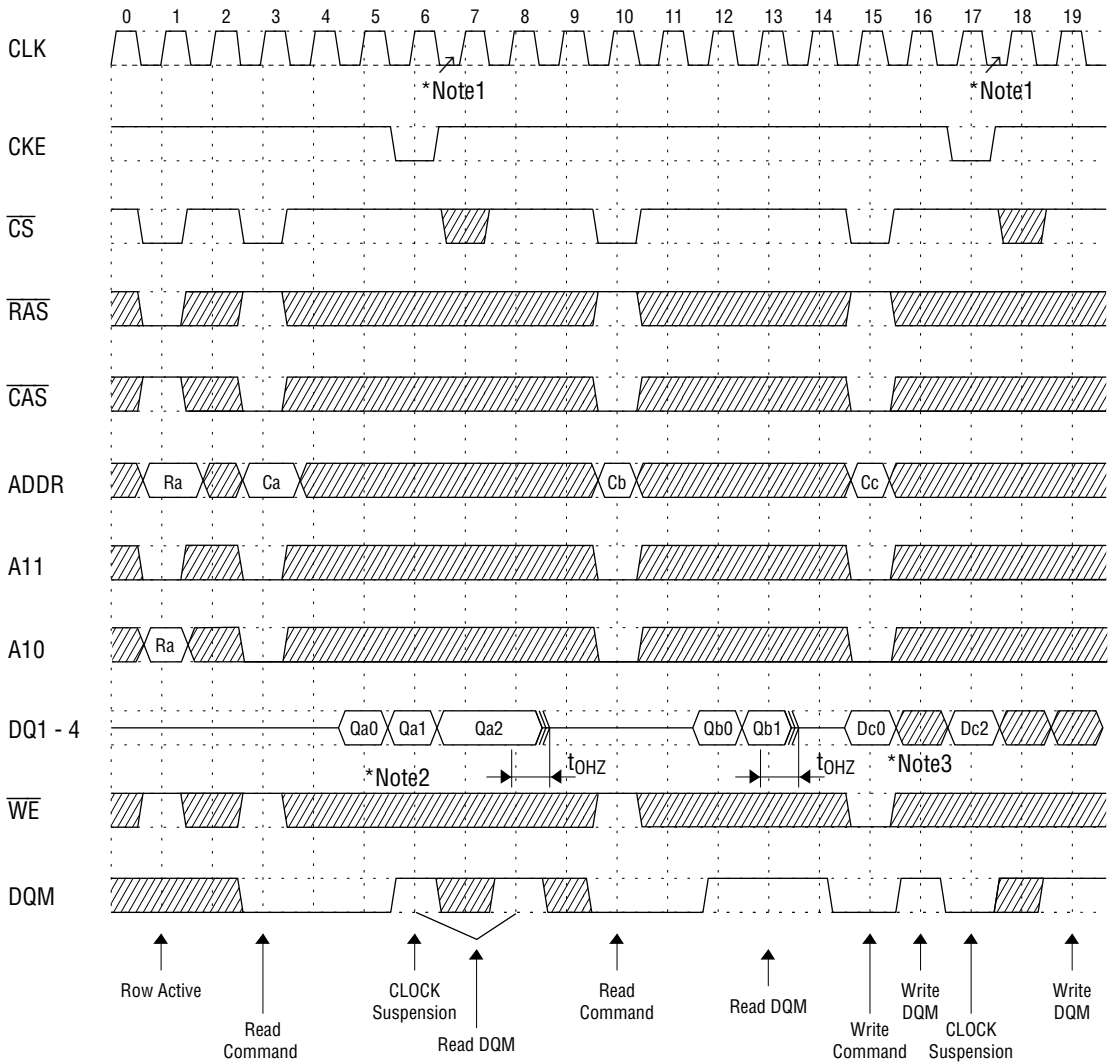 0 1 2 3 4 5 6 7 8 9 10 11 12 13 0 15 16 17 18 19
CLK
*Note1 *Note1
CKE
CS
RAS
CAS
ADDR Ra Ca Cb Cc
A11
A10 Ra
DQ1 - 4 Qa0 Qa1 Qa2 Qb0 Qb1 Dc0 Dc2
*Note2 tOHZ tOHZ *Note3
WE
DQM
Row Active
Read
Command
CLOCK
Suspension
Read DQM
Read
Command
Read DQM
Write
Command
Write
DQM
CLOCK
Suspension
Write
DQM